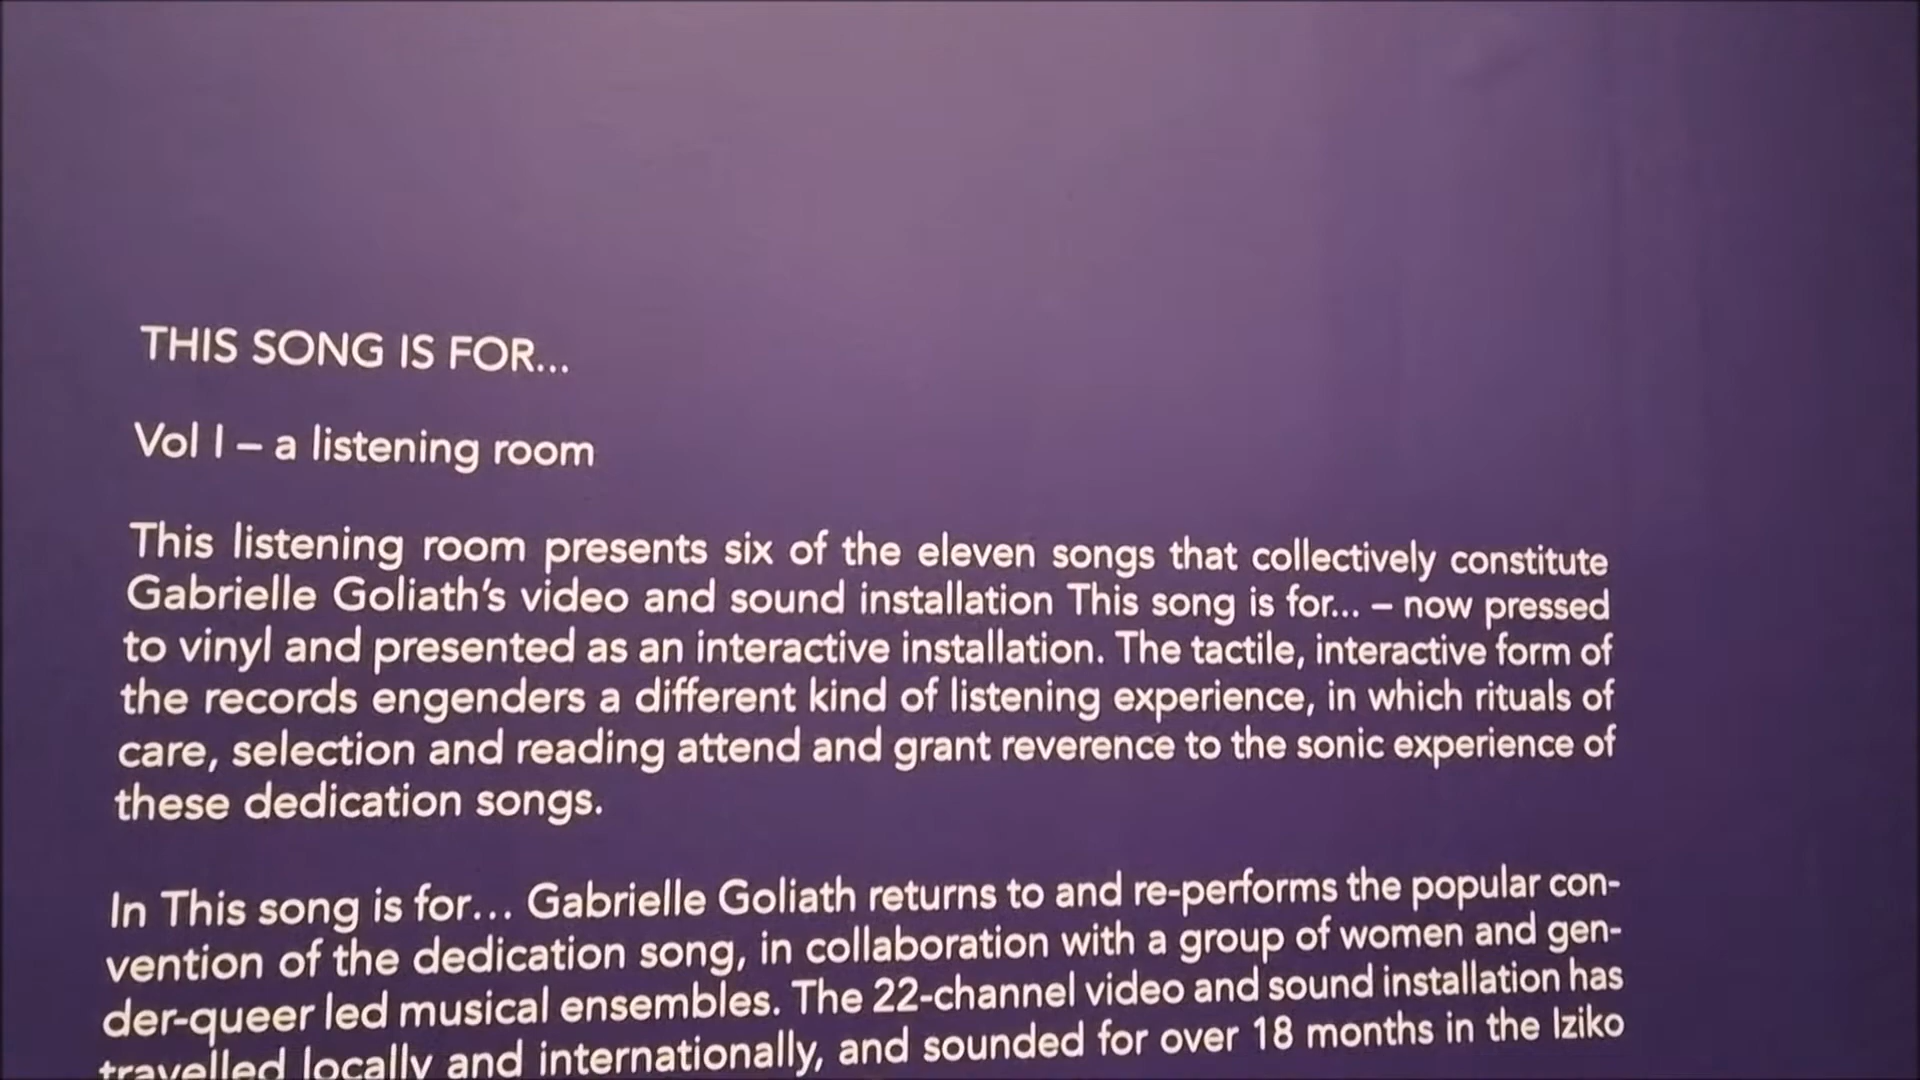 THIS SONG IS FOR...
Vol I – a listening room
This listening room presents six of the eleven songs that collectively constitute
Gabrielle Goliath’s video and sound installation This song is for... – now pressed
to vinyl and presented as an interactive installation. The tactile, interactive form of
the records engenders a different kind of listening experience, in which rituals of
care, selection and reading attend and grant reverence to the sonic experience of
these dedication songs.
In This song is for... Gabrielle Goliath returns to and re-performs the popular con-
vention of the dedication song, in collaboration with a group of women and gen-
der-queer led musical ensembles. The 22-channel video and sound installation has
travelled locally and internationally, and sounded for over 18 months in the Iziko